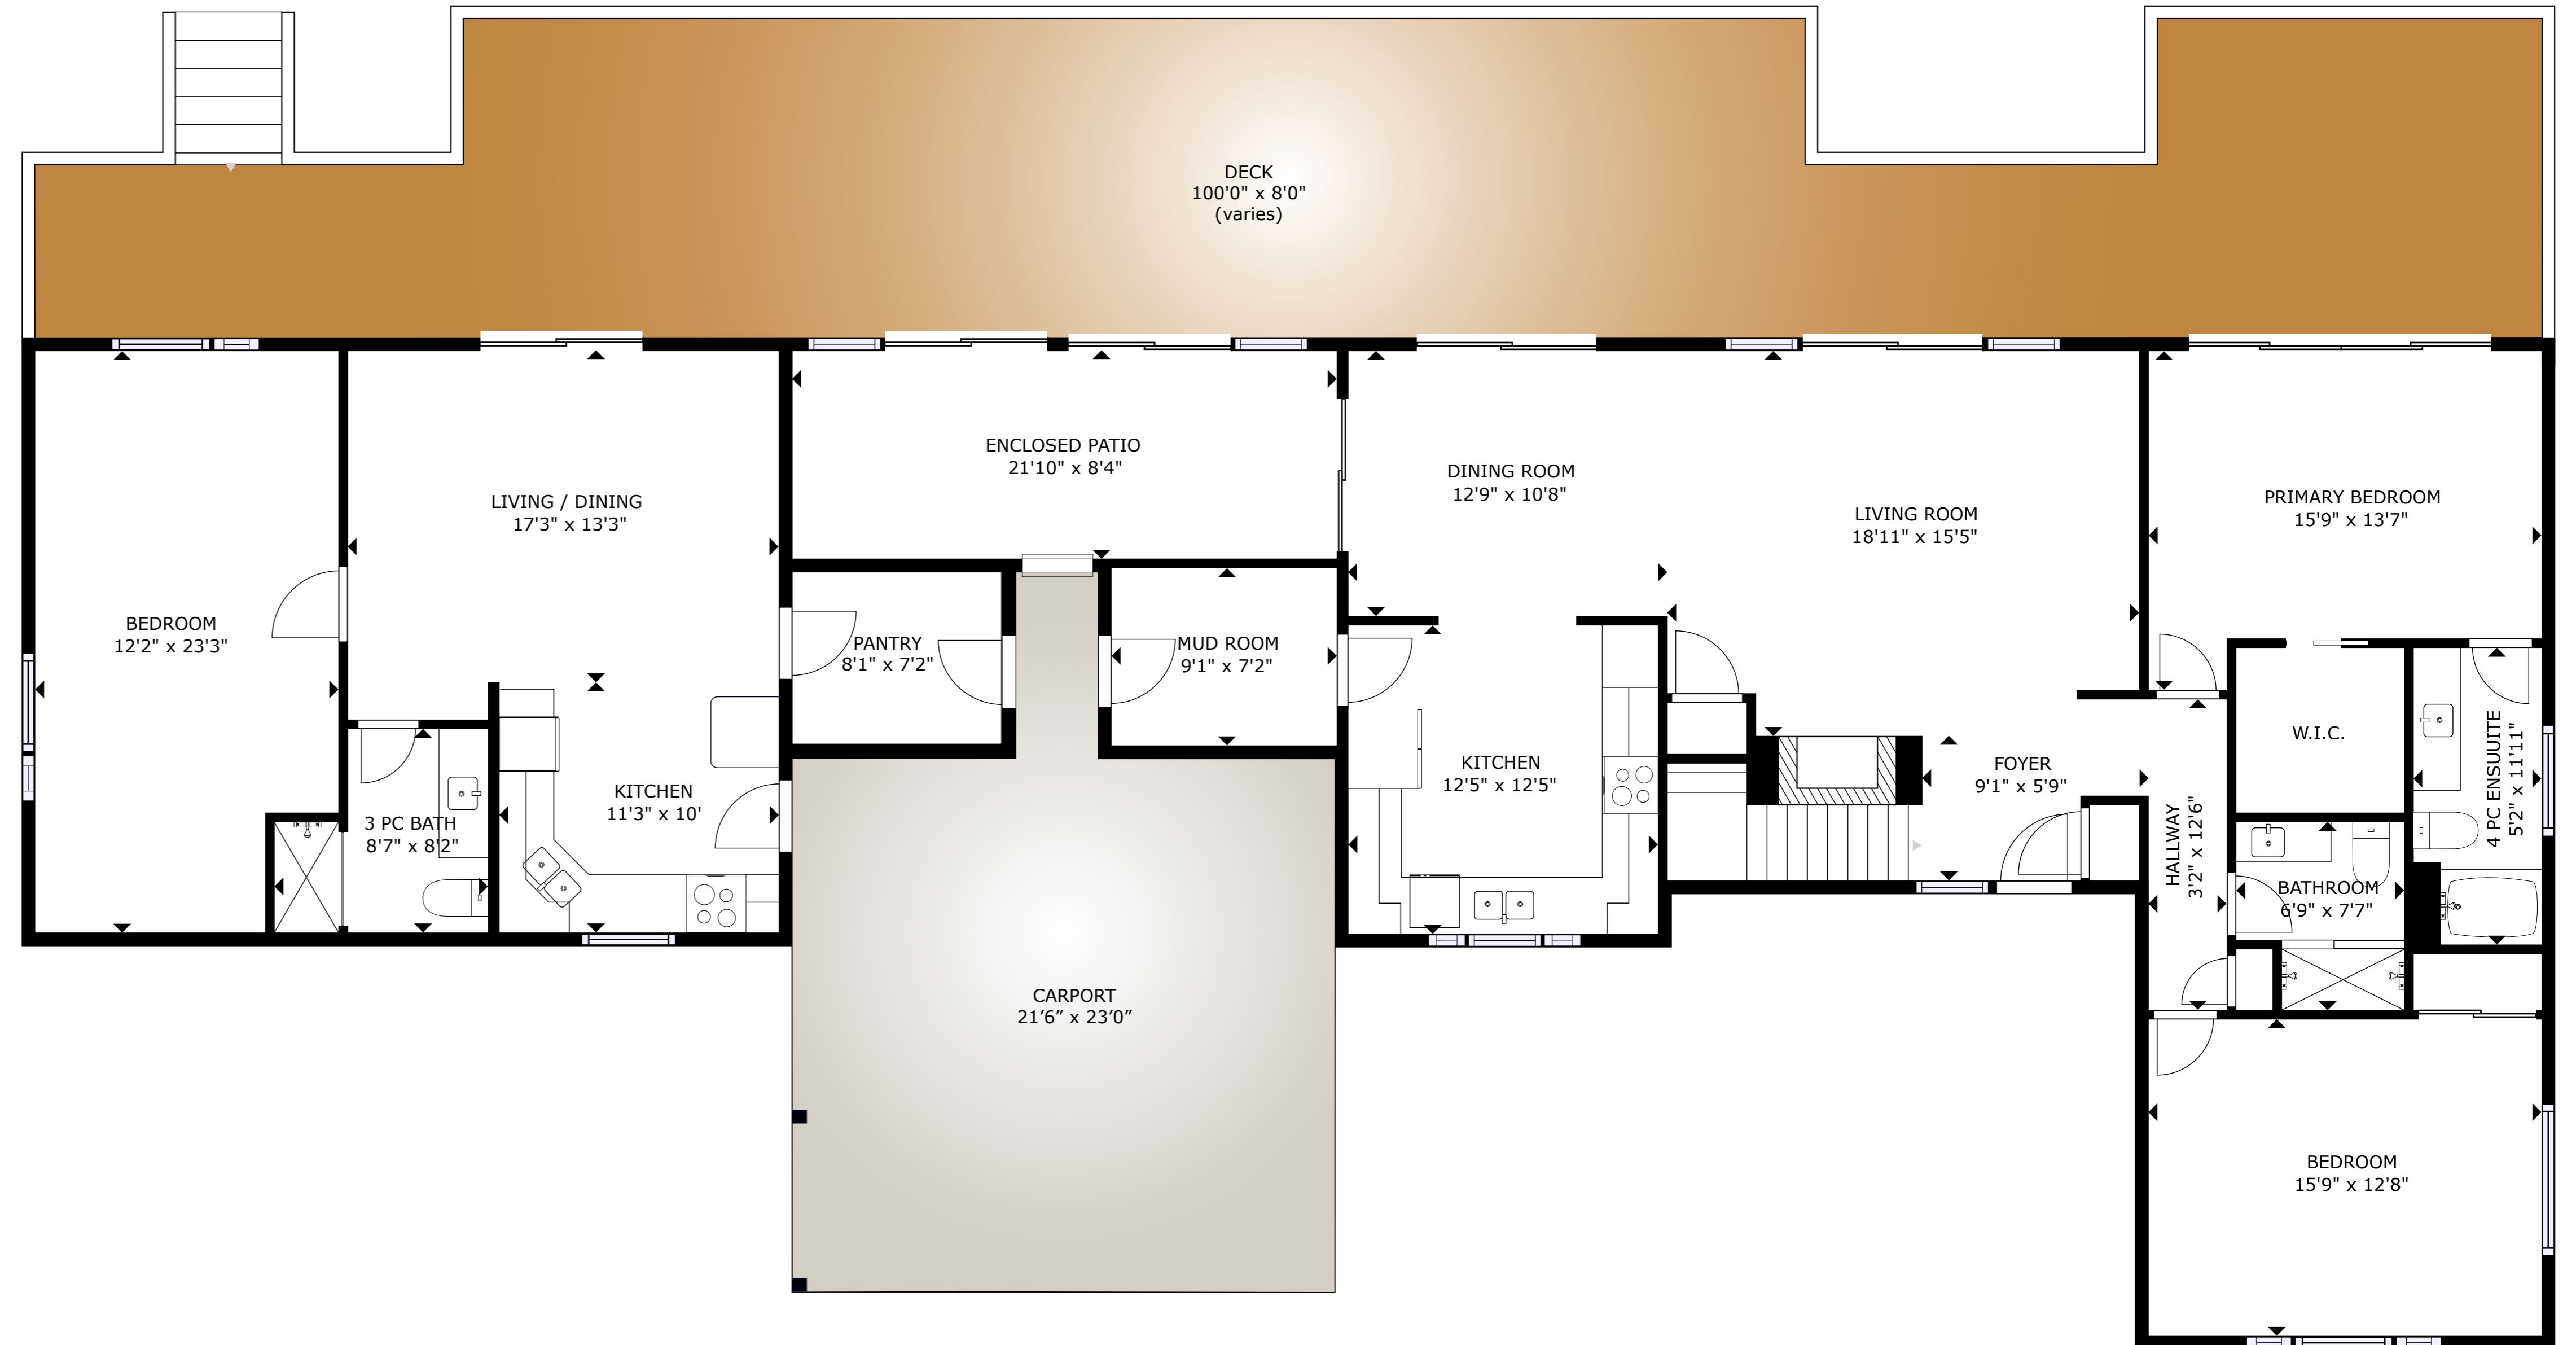 DECK
100'0" x 8'0"
(varies)
ENCLOSED PATIO
21'10" x 8'4"
DINING ROOM
12'9" x 10'8"
LIVING / DINING
17'3" x 13'3"
LIVING ROOM
18'11" x 15'5"
PRIMARY BEDROOM
15'9" x 13'7"
BEDROOM
12'2" x 23'3"
PANTRY
8'1" x 7'2"
MUD ROOM
9'1" x 7'2"
W.I.C.
4 PC ENSUUITE
5'2" x 11'11"
KITCHEN
11'3" x 10'
KITCHEN
12'5" x 12'5"
FOYER
9'1" x 5'9"
3 PC BATH
8'7" x 8'2"
HALLWAY
3'2" x 12'6"
BATHROOM
6'9" x 7'7"
CARPORT
21’6” x 23’0”
BEDROOM
15'9" x 12'8"